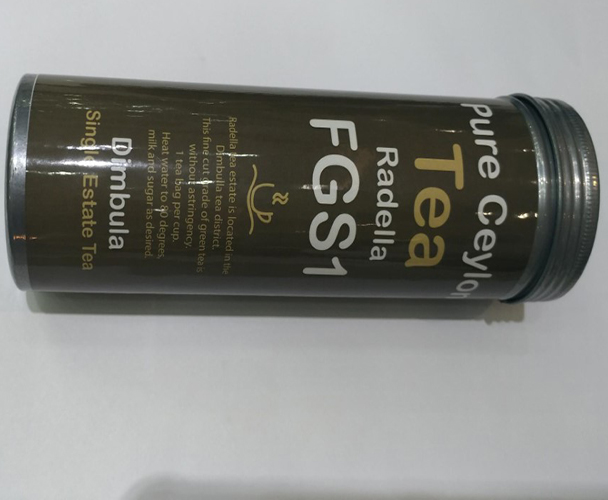 Pure Ceylon
Tea
Radella
FGS1
Radella tea estate is located in the
Dimbula tea district.
This fine cut grade of green tea is
without astringency.
1 tea bag per cup.
Heat water to 80 degrees,
milk and sugar as desired.
Dimbula
Single Estate Tea